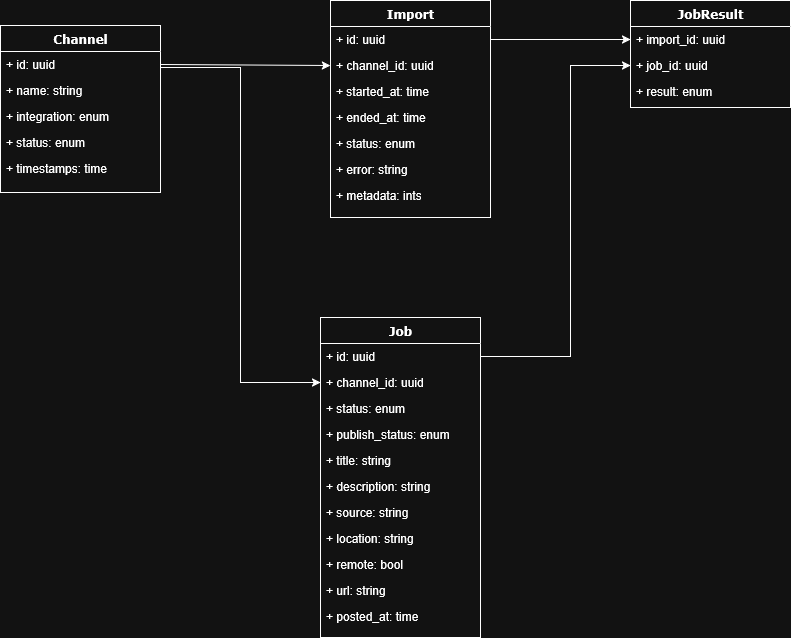 Channel
+ id: uuid
+ name: string
+ integration: enum
+ status: enum
+ timestamps: time
Import
+ id: uuid
+ channel_id: uuid
+ started_at: time
+ ended_at: time
+ status: enum
+ error: string
+ metadata: ints
JobResult
+ import_id: uuid
+ job_id: uuid
+ result: enum
Job
+ id: uuid
+ channel_id: uuid
+ status: enum
+ publish_status: enum
+ title: string
+ description: string
+ source: string
+ location: string
+ remote: bool
+ url: string
+ posted_at: time